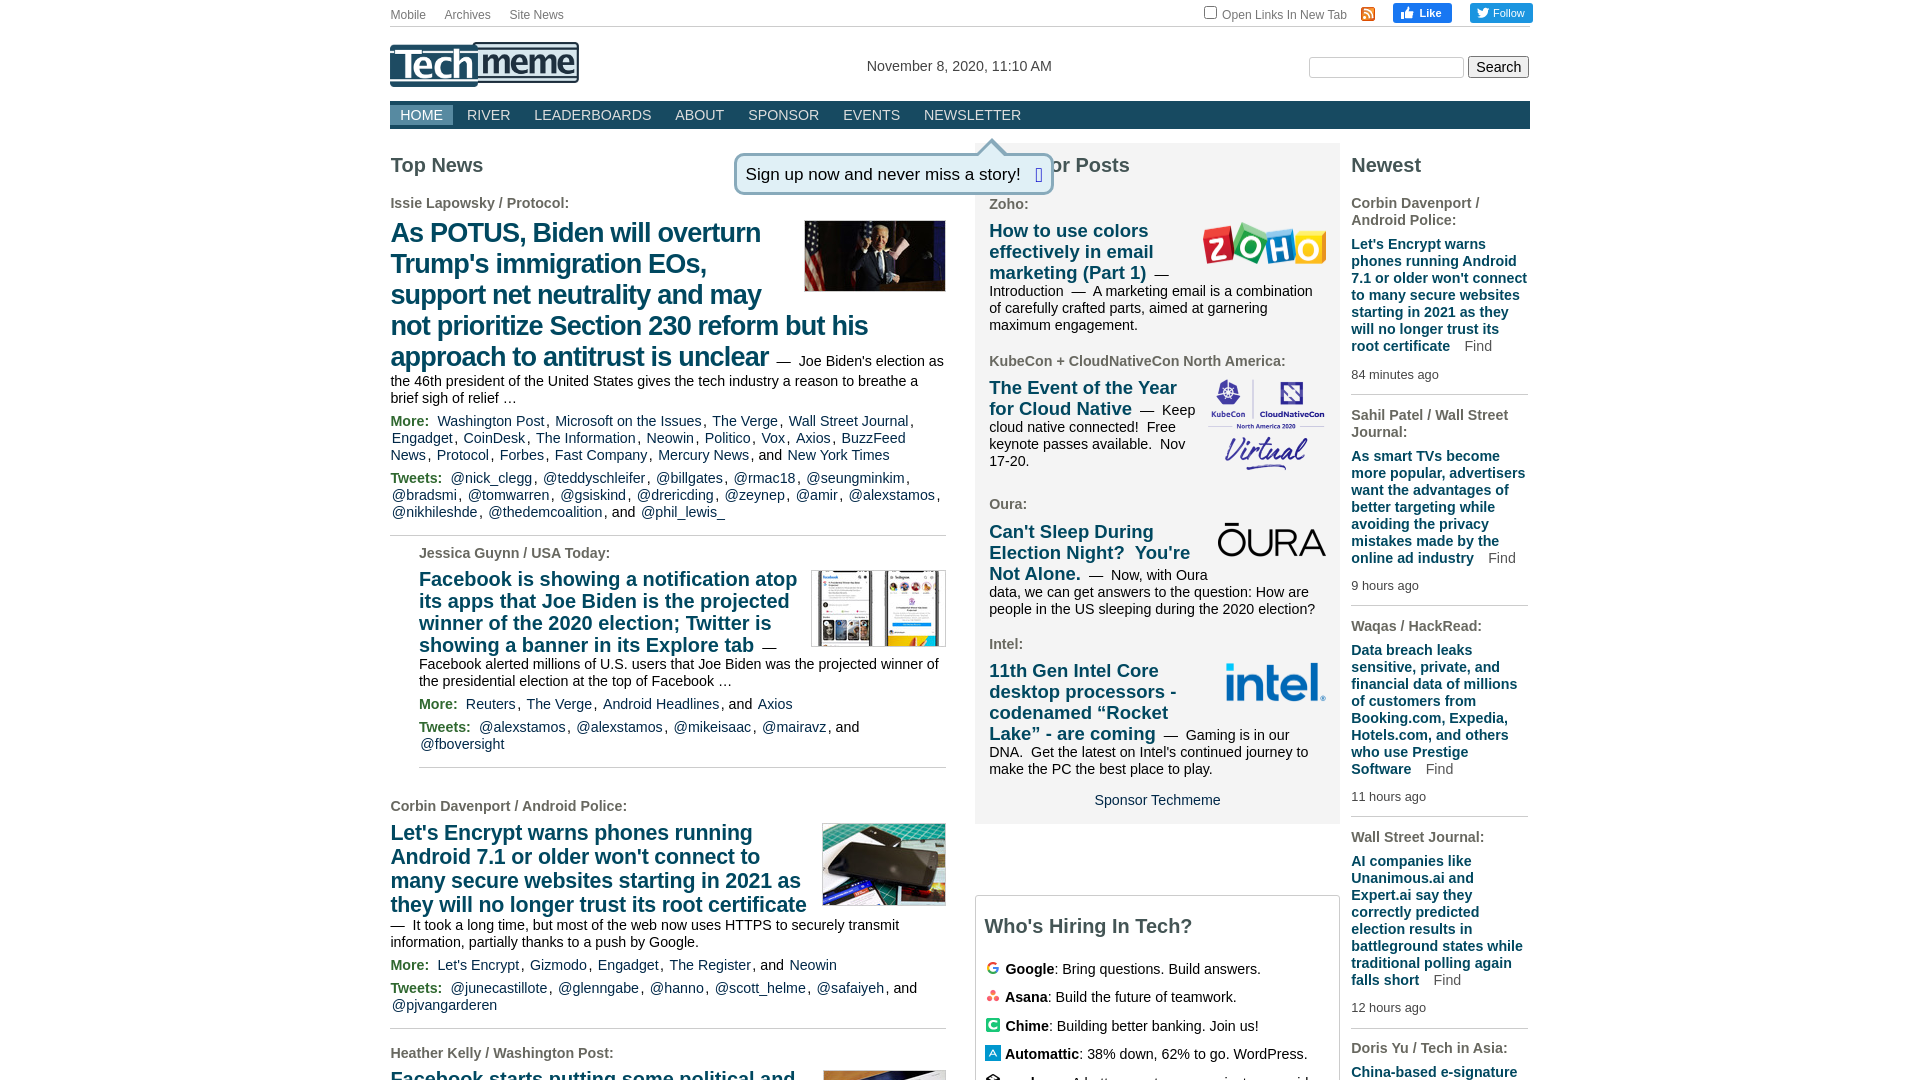 Mobile Archives Site News
Open Links In New Tab
Like
Follow
Techmeme
November 8, 2020, 11:10 AM
Search
HOME RIVER LEADERBOARDS ABOUT SPONSOR EVENTS NEWSLETTER
Sign up now and never miss a story!
Top News
Issie Lapowsky / Protocol:
As POTUS, Biden will overturn
Trump's immigration EOs,
support net neutrality and may
not prioritize Section 230 reform but his
approach to antitrust is unclear — Joe Biden's election as
the 46th president of the United States gives the tech industry a reason to breathe a
brief sigh of relief …
More: Washington Post, Microsoft on the Issues, The Verge, Wall Street Journal,
Engadget, CoinDesk, The Information, Neowin, Politico, Vox, Axios, BuzzFeed
News, Protocol, Forbes, Fast Company, Mercury News, and New York Times
Tweets: @nick_clegg, @teddyschleifer, @billgates, @rmac18, @seungminkim,
@bradsmi, @tomwarren, @gsiskind, @drericding, @zeynep, @amir, @alexstamos,
@nikhileshde, @thedemcoalition, and @phil_lewis_
Jessica Guynn / USA Today:
Facebook is showing a notification atop
its apps that Joe Biden is the projected
winner of the 2020 election; Twitter is
showing a banner in its Explore tab —
Facebook alerted millions of U.S. users that Joe Biden was the projected winner of
the presidential election at the top of Facebook …
More: Reuters, The Verge, Android Headlines, and Axios
Tweets: @alexstamos, @alexstamos, @mikeisaac, @mairavz, and
@fboversight
Corbin Davenport / Android Police:
Let's Encrypt warns phones running
Android 7.1 or older won't connect to
many secure websites starting in 2021 as
they will no longer trust its root certificate
— It took a long time, but most of the web now uses HTTPS to securely transmit
information, partially thanks to a push by Google.
More: Let's Encrypt, Gizmodo, Engadget, The Register, and Neowin
Tweets: @junecastillote, @glenngabe, @hanno, @scott_helme, @safaiyeh, and
@pjvangarderen
Heather Kelly / Washington Post:
Facebook starts putting some political and
or Posts
Zoho:
ZOHO
How to use colors
effectively in email
marketing (Part 1) —
Introduction — A marketing email is a combination
of carefully crafted parts, aimed at garnering
maximum engagement.
KubeCon + CloudNativeCon North America:
The Event of the Year
for Cloud Native — Keep
cloud native connected! Free
keynote passes available. Nov
17-20.
KubeCon CloudNativeCon
North America 2020
Virtual
Oura:
OURA
Can't Sleep During
Election Night? You're
Not Alone. — Now, with Oura
data, we can get answers to the question: How are
people in the US sleeping during the 2020 election?
Intel:
intel
11th Gen Intel Core
desktop processors -
codenamed “Rocket
Lake” - are coming — Gaming is in our
DNA. Get the latest on Intel's continued journey to
make the PC the best place to play.
Sponsor Techmeme
Who's Hiring In Tech?
Google: Bring questions. Build answers.
Asana: Build the future of teamwork.
Chime: Building better banking. Join us!
Automattic: 38% down, 62% to go. WordPress.
Newest
Corbin Davenport /
Android Police:
Let's Encrypt warns
phones running Android
7.1 or older won't connect
to many secure websites
starting in 2021 as they
will no longer trust its
root certificate Find
84 minutes ago
Sahil Patel / Wall Street
Journal:
As smart TVs become
more popular, advertisers
want the advantages of
better targeting while
avoiding the privacy
mistakes made by the
online ad industry Find
9 hours ago
Waqas / HackRead:
Data breach leaks
sensitive, private, and
financial data of millions
of customers from
Booking.com, Expedia,
Hotels.com, and others
who use Prestige
Software Find
11 hours ago
Wall Street Journal:
AI companies like
Unanimous.ai and
Expert.ai say they
correctly predicted
election results in
battleground states while
traditional polling again
falls short Find
12 hours ago
Doris Yu / Tech in Asia:
China-based e-signature